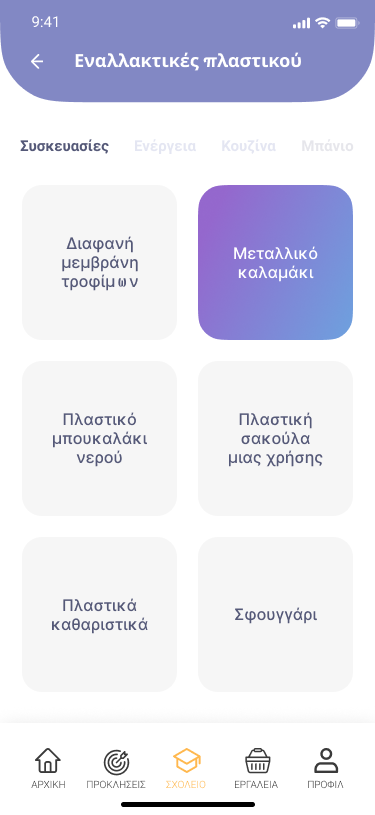 9:41
Εναλλακτικές πλαστικού
Συσκευασίες Ενέργεια Κουζίνα Μπάνιο
Διαφανή
μεμβράνη
τροφίμων
Μεταλλικό
καλαμάκι
Πλαστικό
μπουκαλάκι
νερού
Πλαστική
σακούλα
μιας χρήσης
Πλαστικά
καθαριστικά
Σφουγγάρι
ΑΡΧΙΚΗ ΠΡΟΚΛΗΣΕΙΣ ΣΧΟΛΕΙΟ ΕΡΓΑΛΕΙΑ ΠΡΟΦΙΛ